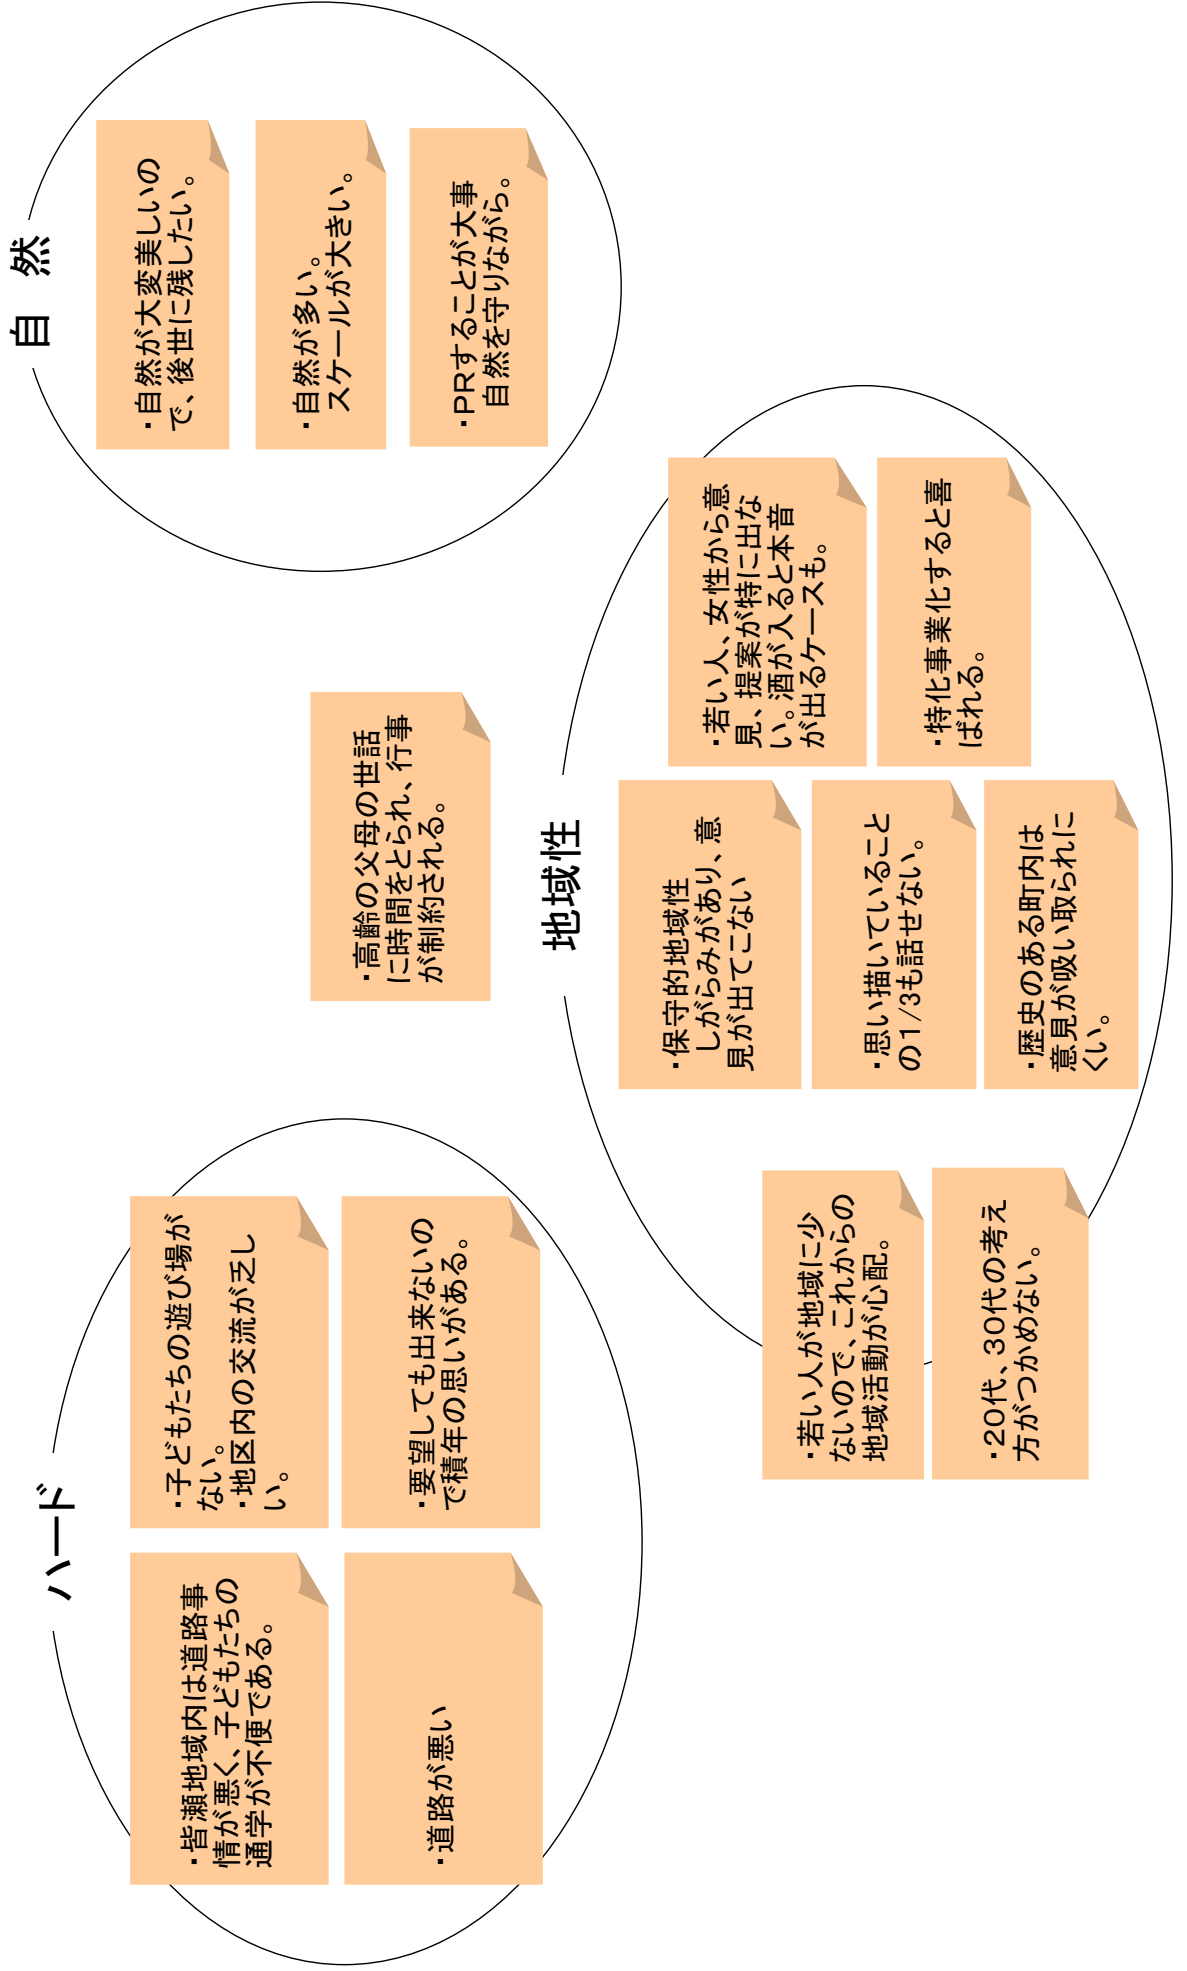 ハード
・皆瀬地域内は道路事
情が悪く、子どもたちの
通学が不便である。
・道路が悪い
・子どもたちの遊び場が
ない。
・地区内の交流が乏し
い。
・要望しても出来ないの
で積年の思いがある。
・高齢の父母の世話
に時間をとられ、行事
が制約される。
自 然
・自然が大変美しいの
で、後世に残したい。
・自然が多い。
スケールが大きい。
・PRすることが大事
自然を守りながら。
地域性
・若い人が地域に少
ないので、これからの
地域活動が心配。
・20代、30代の考え
方がつかめない。
・保守的地域性
しがらみがあり、意
見が出てこない
・思い描いていること
の1/3も話せない。
・歴史のある町内は
意見が吸い取られに
くい。
・若い人、女性から意
見、提案が特に出な
い。酒が入ると本音
が出るケースも。
・特化事業化すると喜
ばれる。